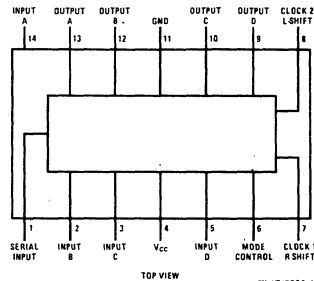 INPUT A
OUTPUT A
OUTPUT B
GND
OUTPUT C
OUTPUT D
CLOCK 2 L-SHIFT
14
13
12
11
10
9
8
1
2
3
4
5
6
7
SERIAL INPUT
INPUT B
INPUT C
VCC
INPUT D
MODE CONTROL
CLOCK 1 R SHIFT
TOP VIEW